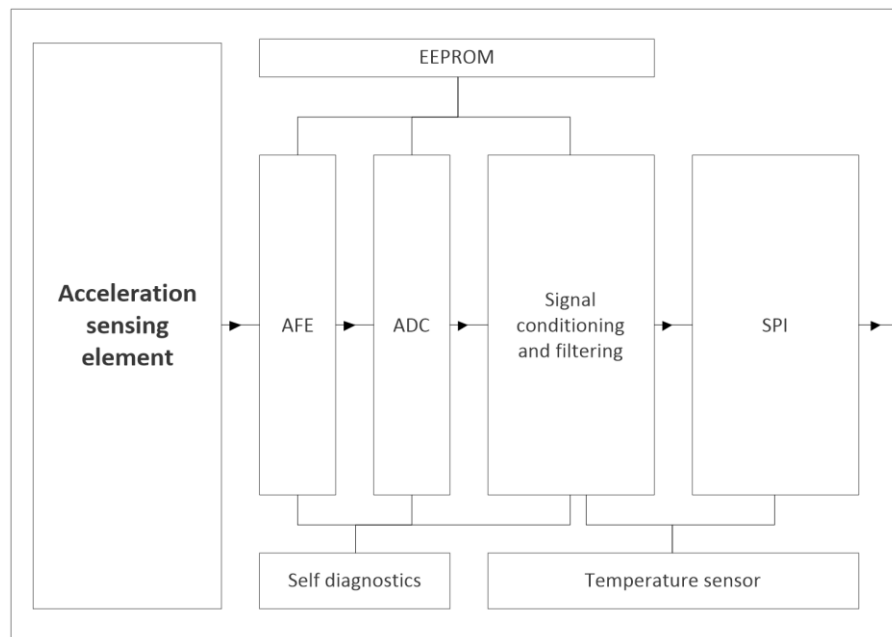 EEPROM
Acceleration
sensing
element
AFE
ADC
Signal
conditioning
and filtering
SPI
Self diagnostics
Temperature sensor